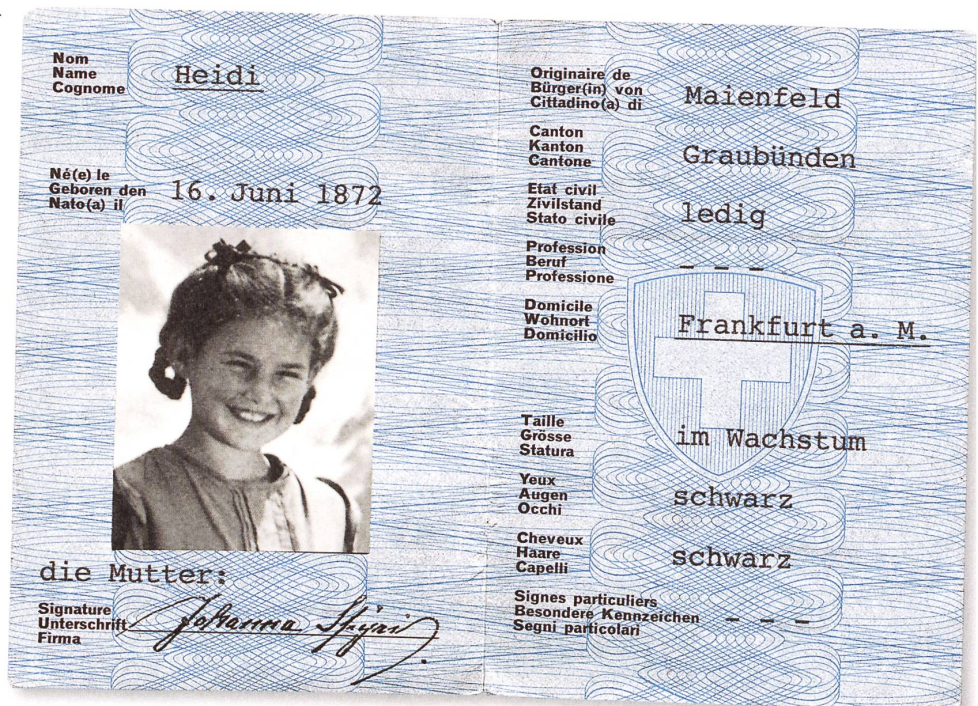 Nom
Name
Cognome
Heidi
Né(e) le
Geboren den
Nato(a) il
16. Juni 1872
die Mutter:
Signature
Unterschrift
Firma
Johanna Spyri
Originaire de
Bürger(in) von
Cittadino(a) di
Maienfeld
Canton
Kanton
Cantone
Graubünden
Etat civil
Zivilstand
Stato civile
ledig
Profession
Beruf
Professione
– – –
Domicile
Wohnort
Domicilio
Frankfurt a. M.
Taille
Grösse
Statura
im Wachstum
Yeux
Augen
Occhi
schwarz
Cheveux
Haare
Capelli
schwarz
Signes particuliers
Besondere Kennzeichen
Segni particolari
– – –